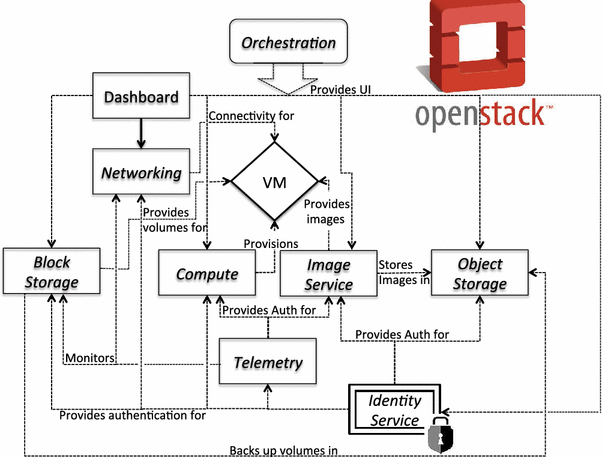 Orchestration
openstack™
Provides UI
Dashboard
Connectivity for
Networking
VM
Provides
images
Provides
volumes for
Provisions
Block
Storage
Compute
Image
Service
Stores
Images in
Object
Storage
Provides Auth for
Provides Auth for
Monitors
Telemetry
Identity
Service
Provides authentication for
Backs up volumes in